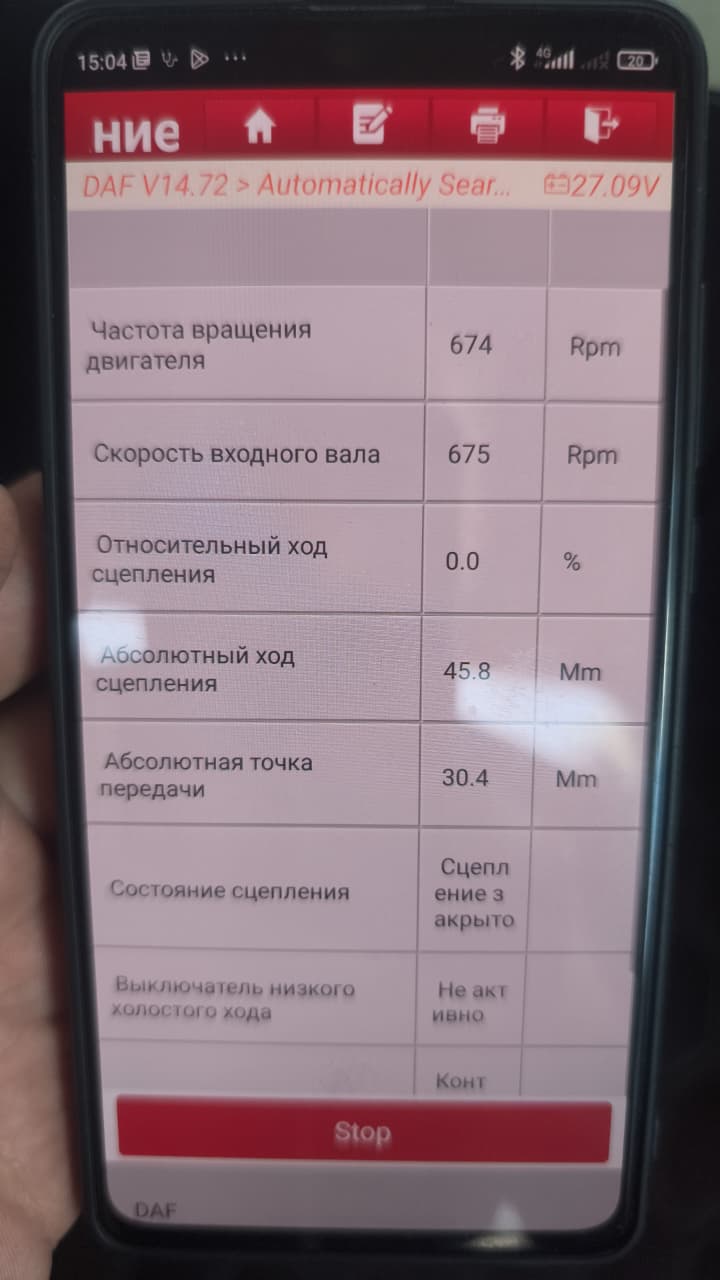 15:04
4G
20
ние
DAF V14.72 > Automatically Sear... 27.09V
Частота вращения
двигателя
674
Rpm
Скорость входного вала
675
Rpm
Относительный ход
сцепления
0.0
%
Абсолютный ход
сцепления
45.8
Mm
Абсолютная точка
передачи
30.4
Mm
Состояние сцепления
Сцепл
ение з
акрыто
Выключатель низкого
холостого хода
Не акт
ивно
Конт
Stop
DAF